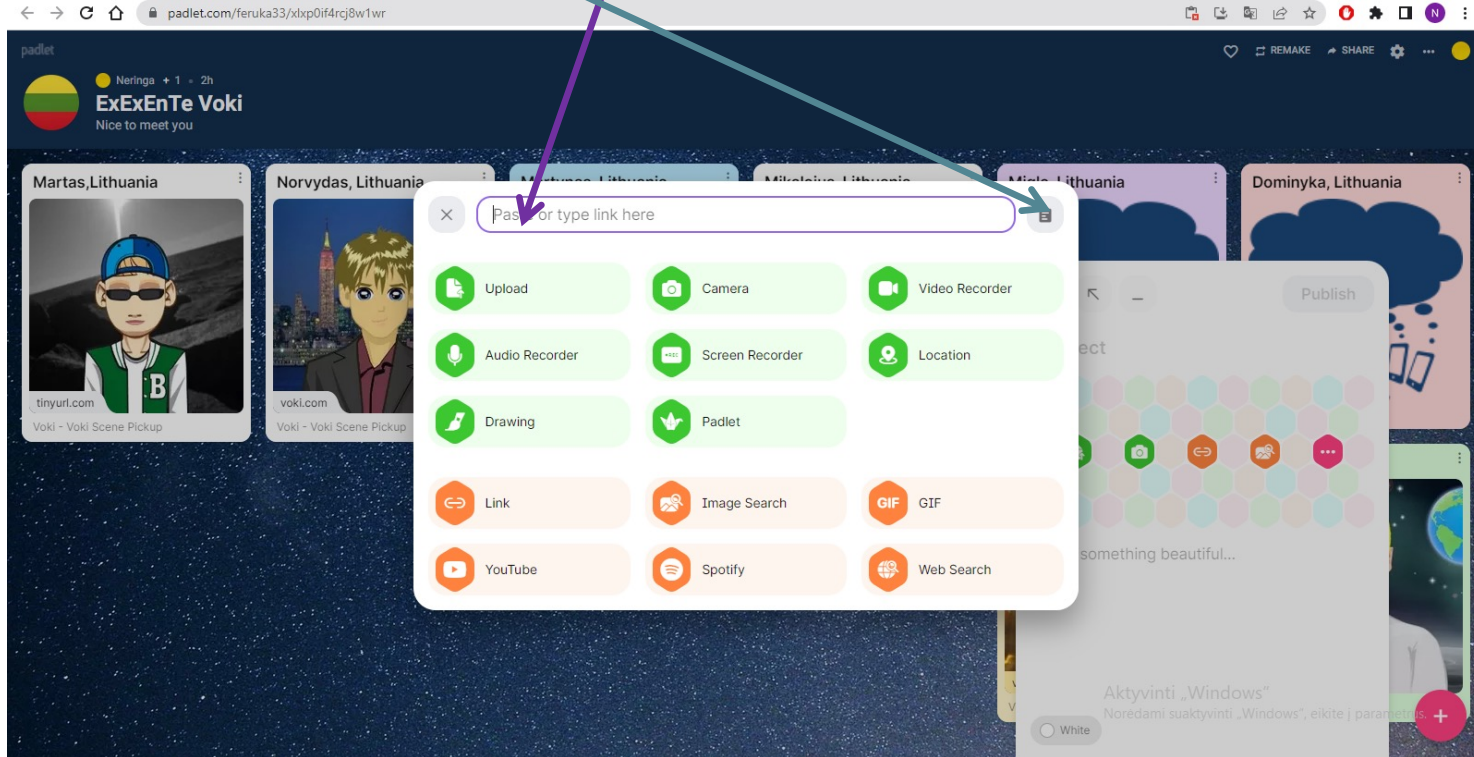 padlet.com/feruka33/xlxp0if4rcj8w1wr
N
padlet
REMAKE
SHARE
Neringa + 1 • 2h
ExExEnTe Voki
Nice to meet you
Martas,Lithuania
Norvydas, Lithuania
Lithuania
Dominyka, Lithuania
B
tinyurl.com
Voki - Voki Scene Pickup
voki.com
Voki - Voki Scene Pickup
or type link here
Upload
Camera
Video Recorder
Audio Recorder
Screen Recorder
Location
Drawing
Padlet
Link
Image Search
GIF
GIF
YouTube
Spotify
Web Search
Publish
something beautiful...
White
Aktyvinti „Windows“
Norėdami suaktyvinti „Windows“, eikite į parametrus.